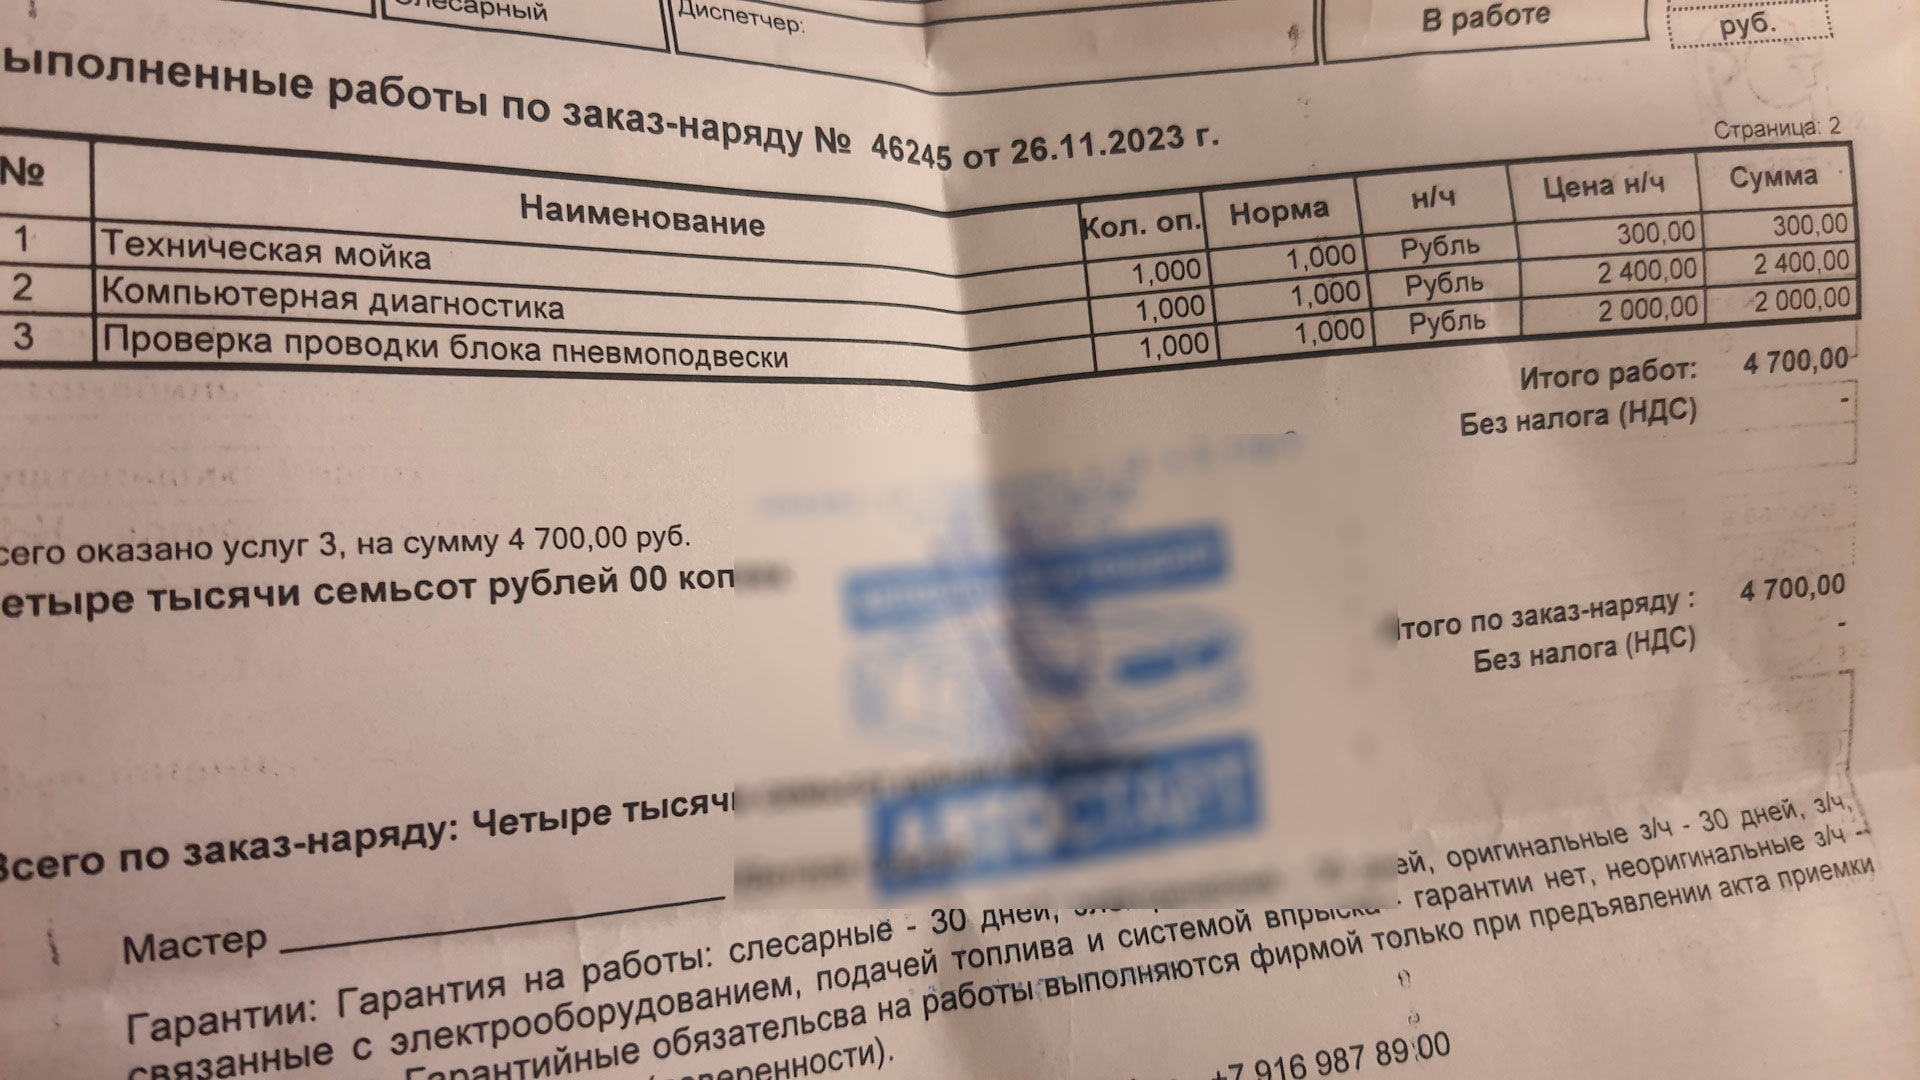 слесарный
Диспетчер:
В работе
руб.
ыполненные работы по заказ-наряду № 46245 от 26.11.2023 г.
Страница: 2
№ Наименование Кол. оп. Норма н/ч Цена н/ч Сумма
1 Техническая мойка 1,000 1,000 Рубль 300,00 300,00
2 Компьютерная диагностика 1,000 1,000 Рубль 2 400,00 2 400,00
3 Проверка проводки блока пневмоподвески 1,000 1,000 Рубль 2 000,00 2 000,00
Итого работ: 4 700,00
Без налога (НДС) -
сего оказано услуг 3, на сумму 4 700,00 руб.
етыре тысячи семьсот рублей 00 коп
того по заказ-наряду : 4 700,00
Без налога (НДС) -
Всего по заказ-наряду: Четыре тысячи
Мастер
Гарантии: Гарантия на работы: слесарные - 30 дней, ей, оригинальные з/ч - 30 дней, з/ч,
связанные с электрооборудованием, подачей топлива и системой впрыска - гарантии нет, неоригинальные з/ч -
Гарантийные обязательсва на работы выполняются фирмой только при предъявлении акта приемки
+7 916 987 89 00